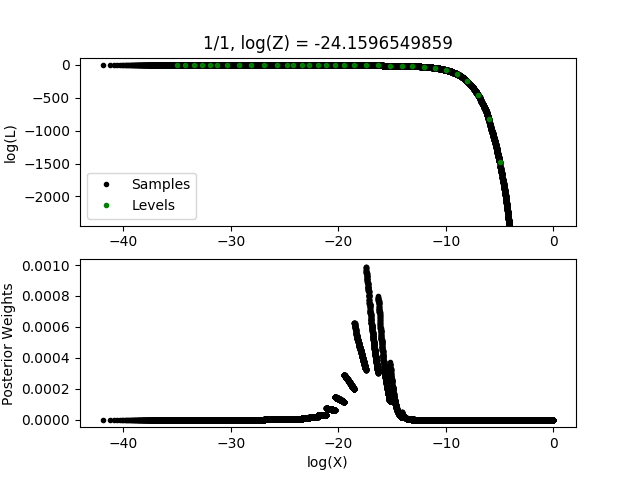 1/1, log(Z) = -24.1596549859
0
−500
−1000
−1500
−2000
log(L)
Samples
Levels
−40 −30 −20 −10 0
0.0010
0.0008
0.0006
0.0004
0.0002
0.0000
Posterior Weights
−40 −30 −20 −10 0
log(X)